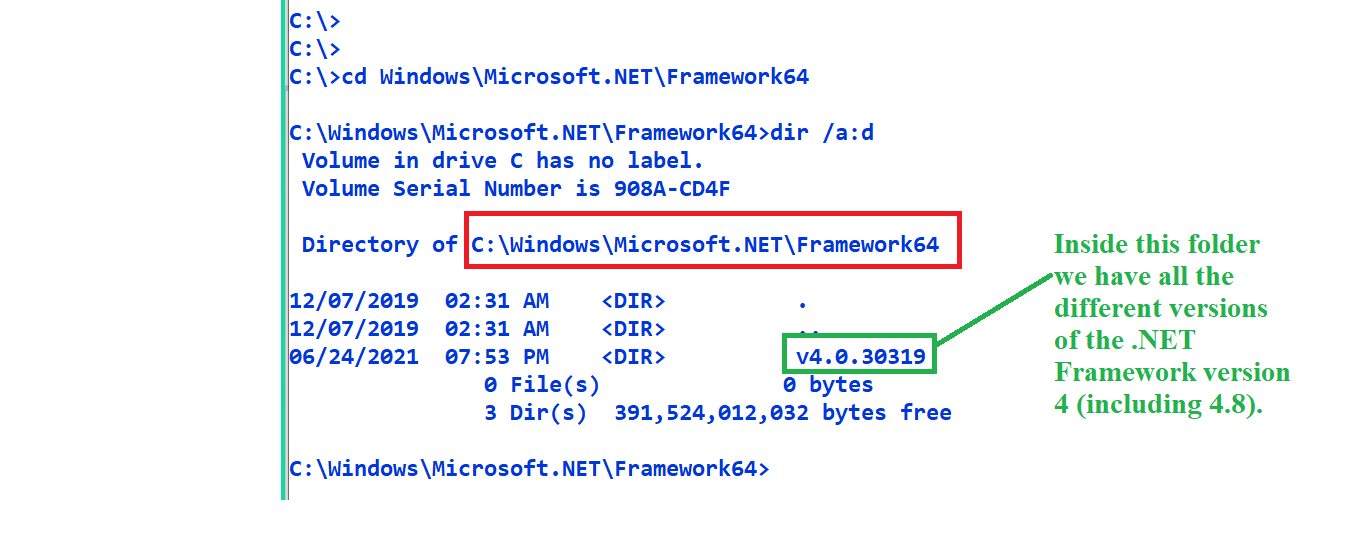 C:\>
C:\>
C:\>cd Windows\Microsoft.NET\Framework64
C:\Windows\Microsoft.NET\Framework64>dir /a:d
Volume in drive C has no label.
Volume Serial Number is 908A-CD4F
Directory of C:\Windows\Microsoft.NET\Framework64
12/07/2019  02:31 AM    <DIR>          .
12/07/2019  02:31 AM    <DIR>          ..
06/24/2021  07:53 PM    <DIR>          v4.0.30319
0 File(s)              0 bytes
3 Dir(s)  391,524,012,032 bytes free
C:\Windows\Microsoft.NET\Framework64>
Inside this folder
we have all the
different versions
of the .NET
Framework version
4 (including 4.8).